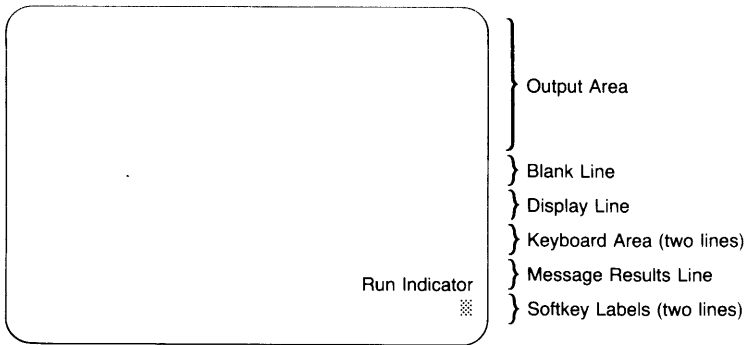 Output Area
Blank Line
Display Line
Keyboard Area (two lines)
Message Results Line
Run Indicator
Softkey Labels (two lines)